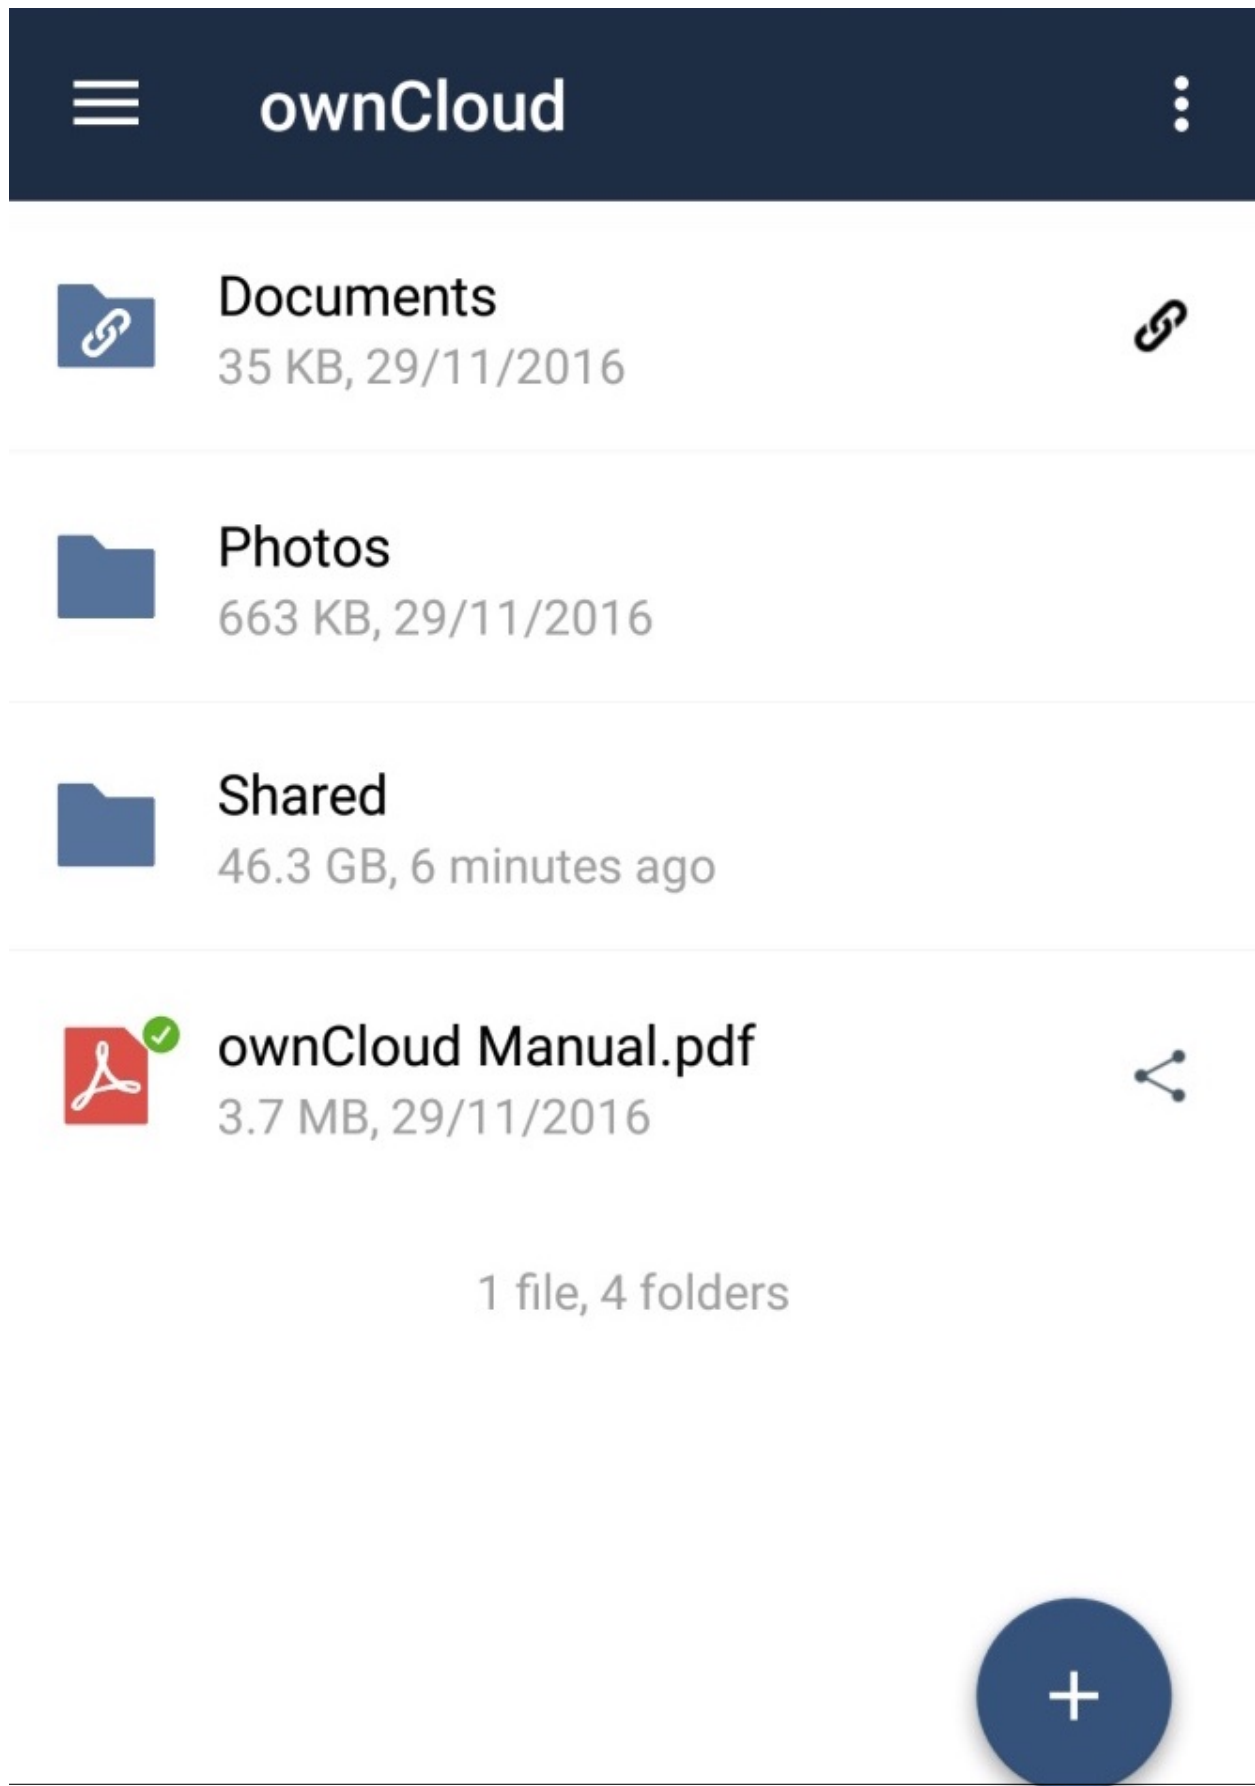 ownCloud
Documents
35 KB, 29/11/2016
Photos
663 KB, 29/11/2016
Shared
46.3 GB, 6 minutes ago
ownCloud Manual.pdf
3.7 MB, 29/11/2016
1 file, 4 folders